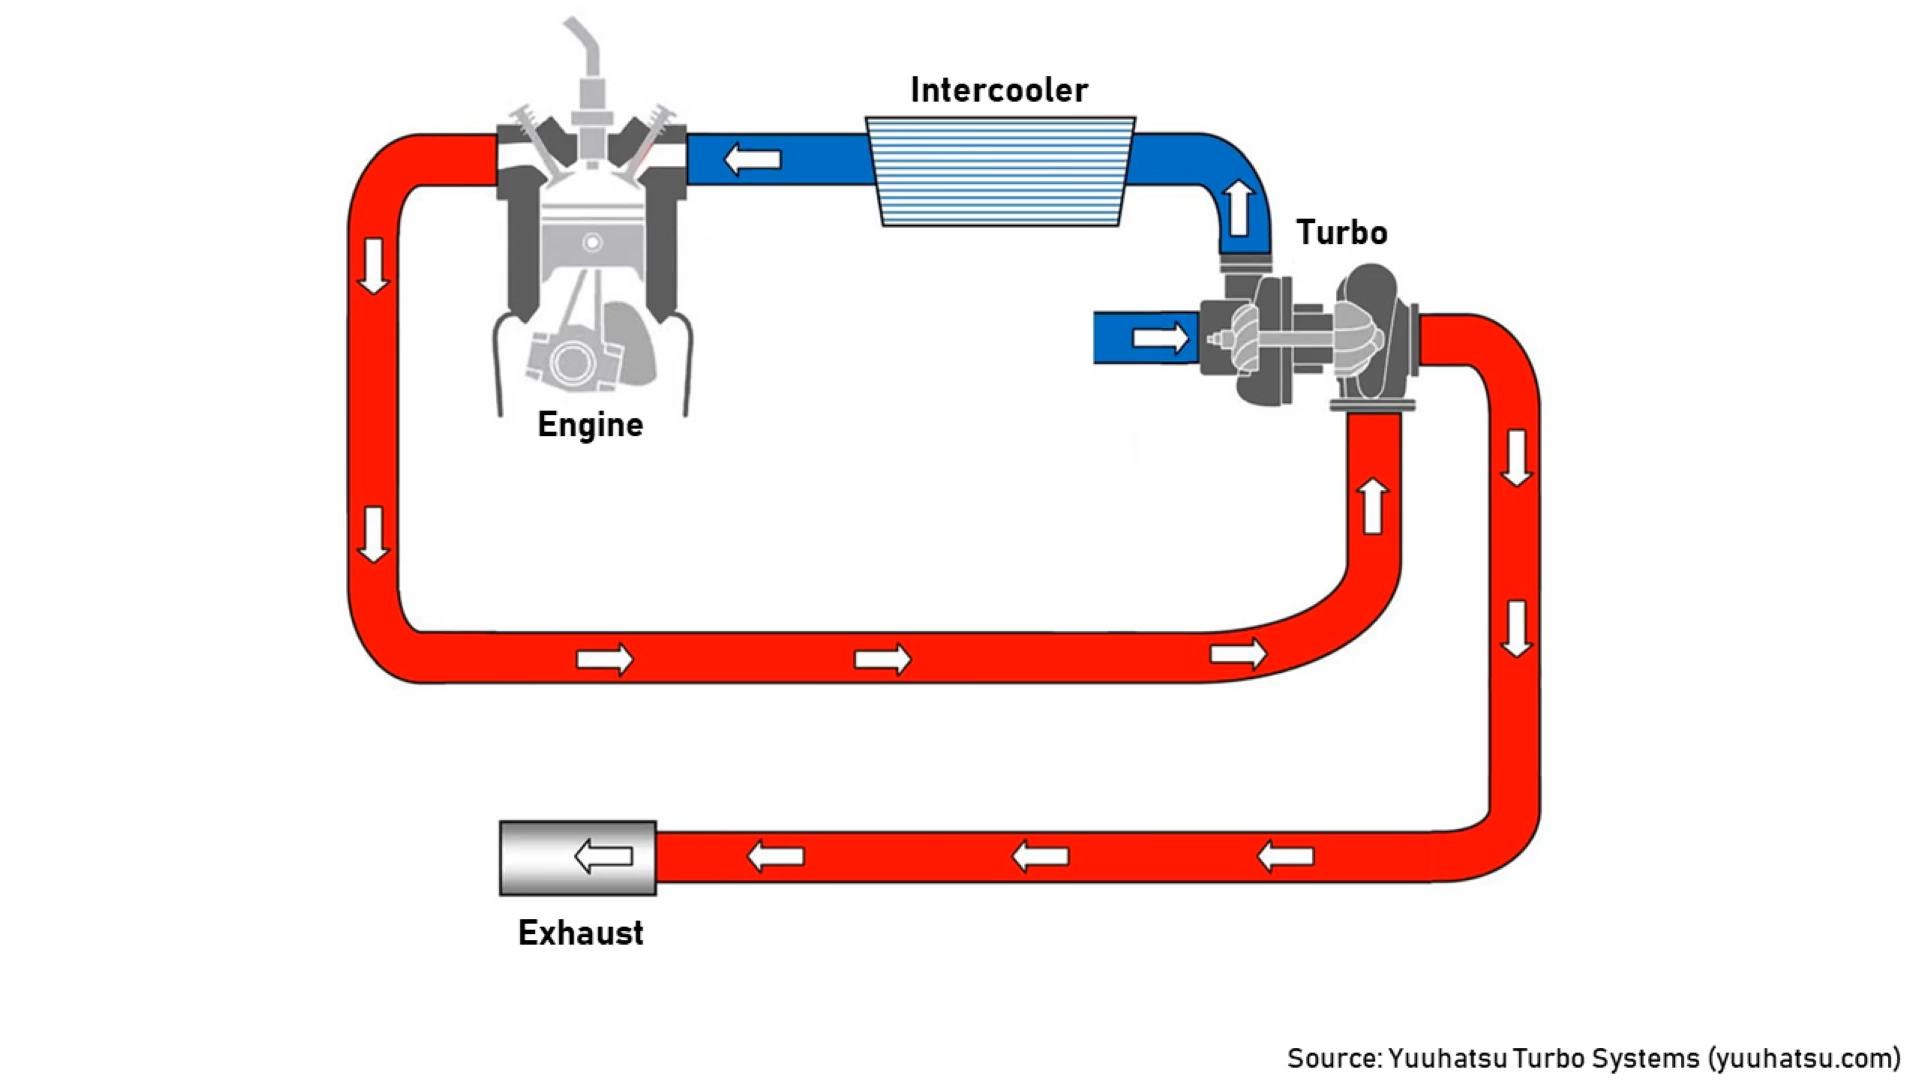 Intercooler
Turbo
Engine
Exhaust
Source: Yuuhatsu Turbo Systems (yuuhatsu.com)